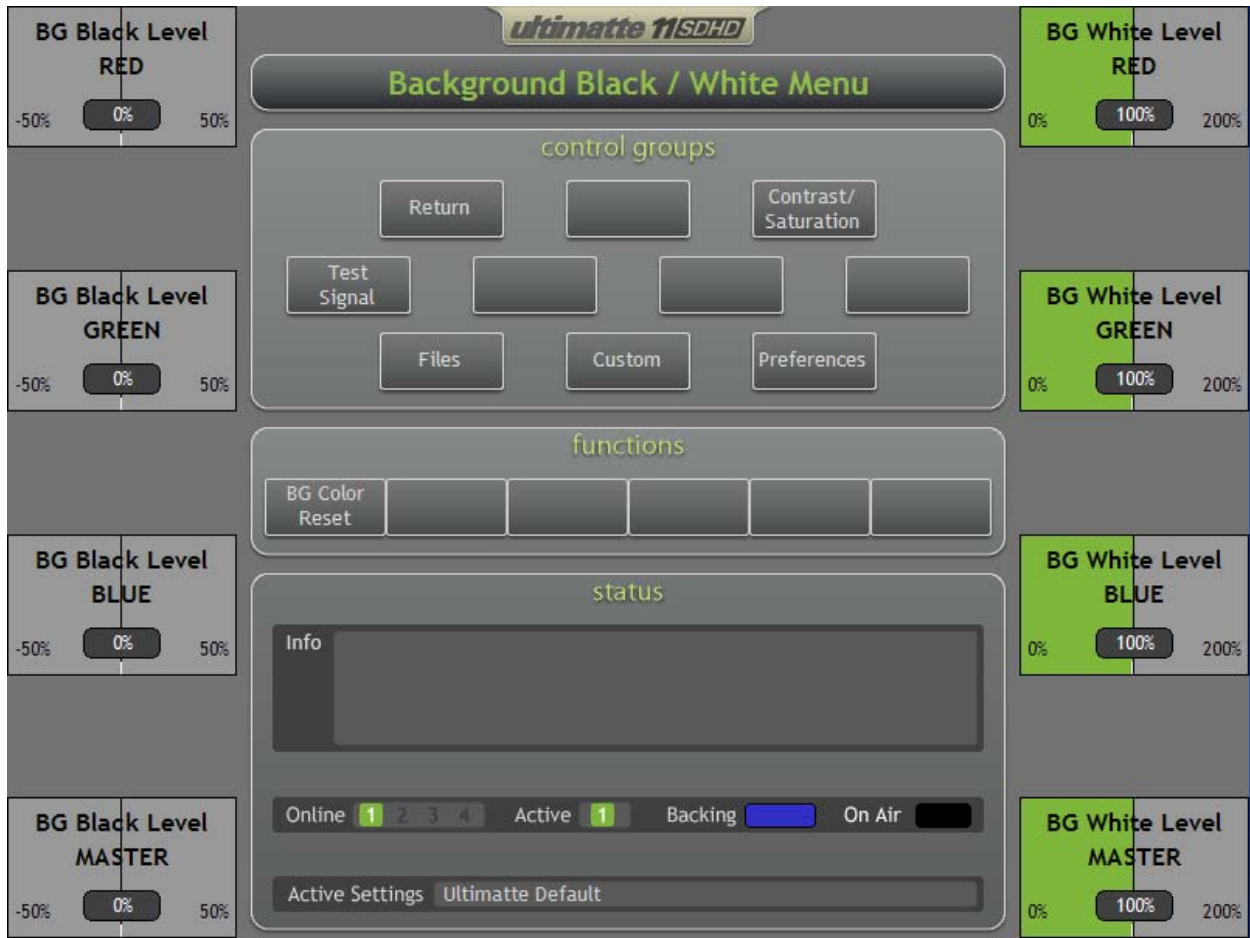 ultimatte 11 SDHD
Background Black / White Menu
BG Black Level
RED
-50%
0%
50%
BG Black Level
GREEN
-50%
0%
50%
BG Black Level
BLUE
-50%
0%
50%
BG Black Level
MASTER
-50%
0%
50%
control groups
Return
Contrast/
Saturation
Test
Signal
Files
Custom
Preferences
functions
BG Color
Reset
status
Info
Online 1 2 3 4 Active 1 Backing On Air
Active Settings Ultimatte Default
BG White Level
RED
0%
100%
200%
BG White Level
GREEN
0%
100%
200%
BG White Level
BLUE
0%
100%
200%
BG White Level
MASTER
0%
100%
200%